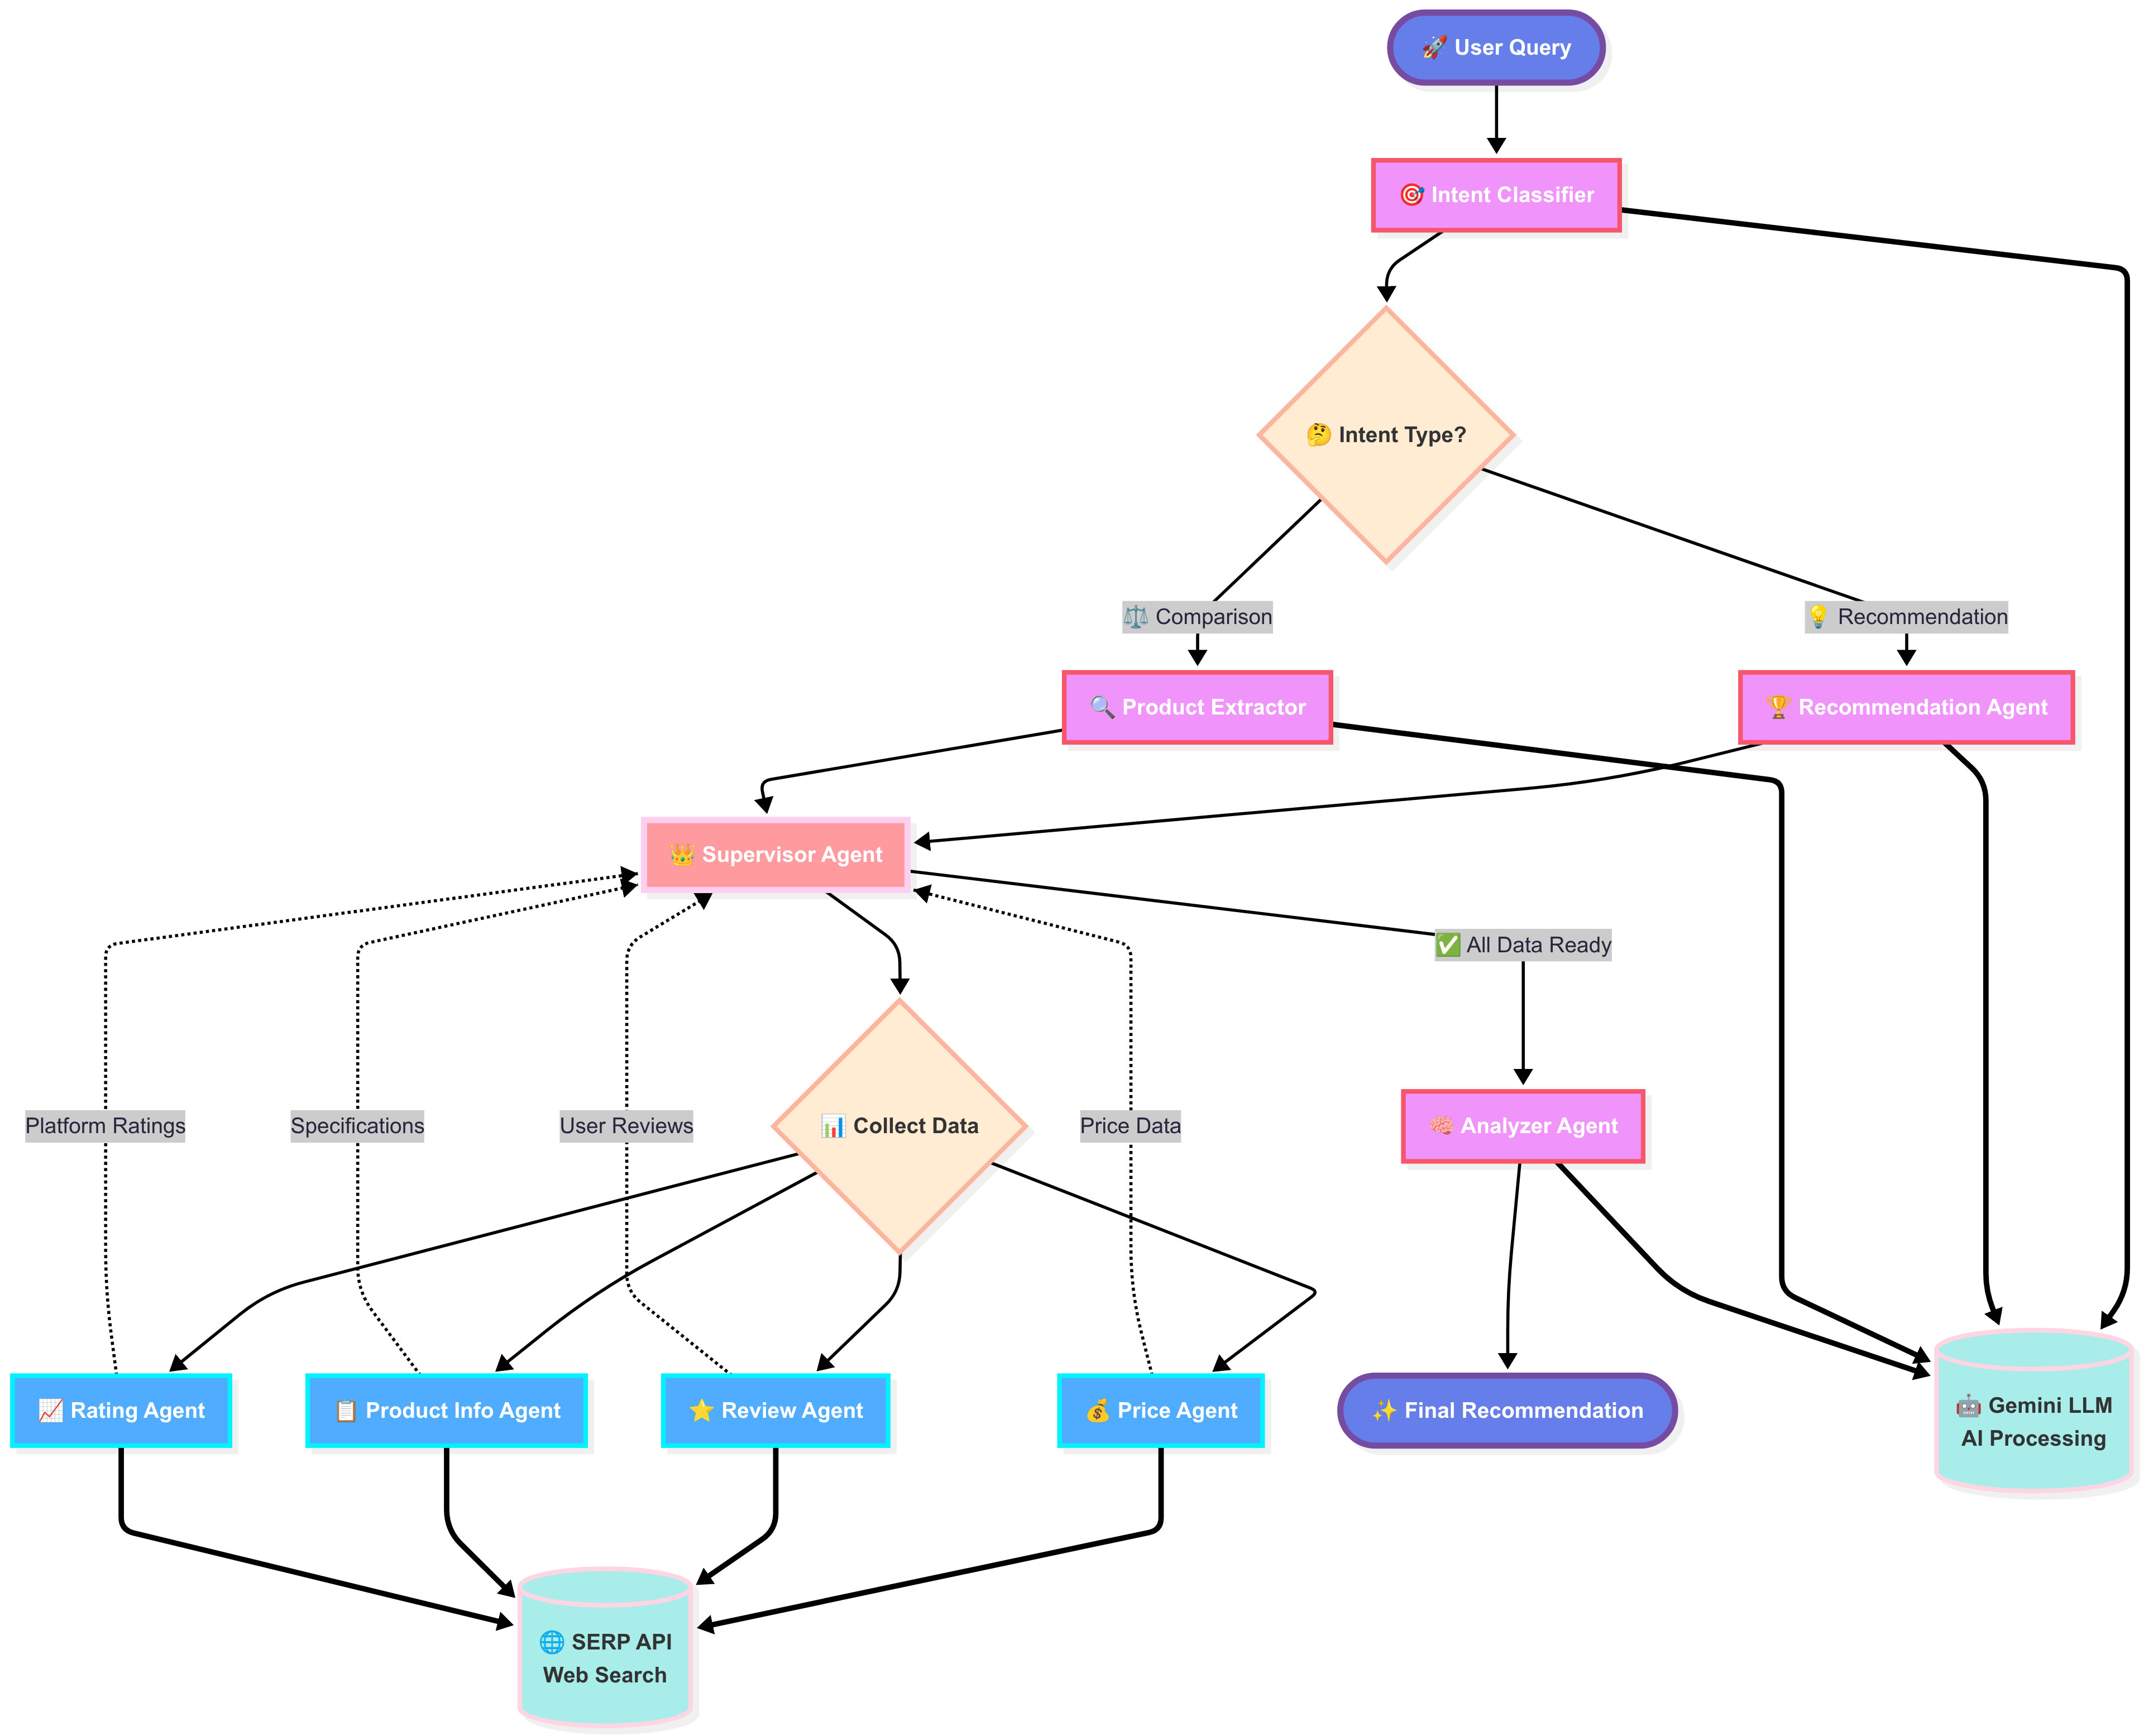 🚀 User Query
🎯 Intent Classifier
🤔 Intent Type?
⚖️ Comparison
💡 Recommendation
🔍 Product Extractor
🏆 Recommendation Agent
👑 Supervisor Agent
✅ All Data Ready
Platform Ratings
Specifications
User Reviews
📊 Collect Data
Price Data
🧠 Analyzer Agent
📈 Rating Agent
📋 Product Info Agent
⭐ Review Agent
💰 Price Agent
✨ Final Recommendation
🤖 Gemini LLM
AI Processing
🌐 SERP API
Web Search